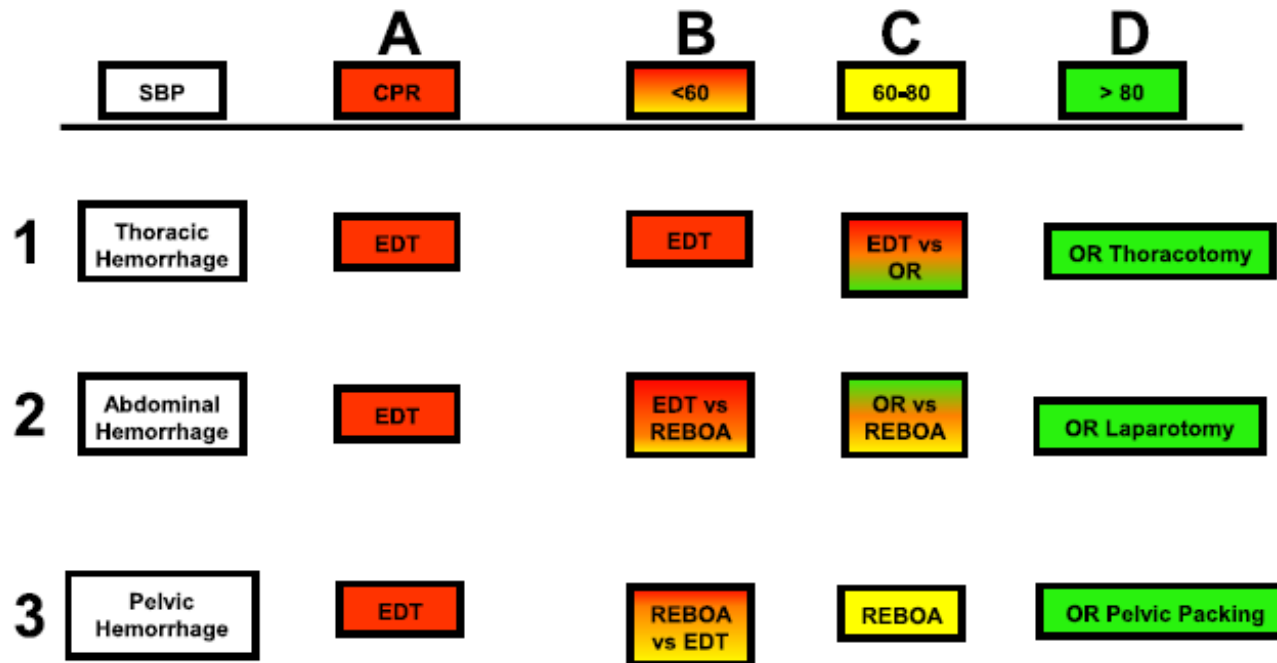 A B C D
SBP CPR <60 60-80 > 80
1 Thoracic Hemorrhage EDT EDT EDT vs OR OR Thoracotomy
2 Abdominal Hemorrhage EDT EDT vs REBOA OR vs REBOA OR Laparotomy
3 Pelvic Hemorrhage EDT REBOA vs EDT REBOA OR Pelvic Packing